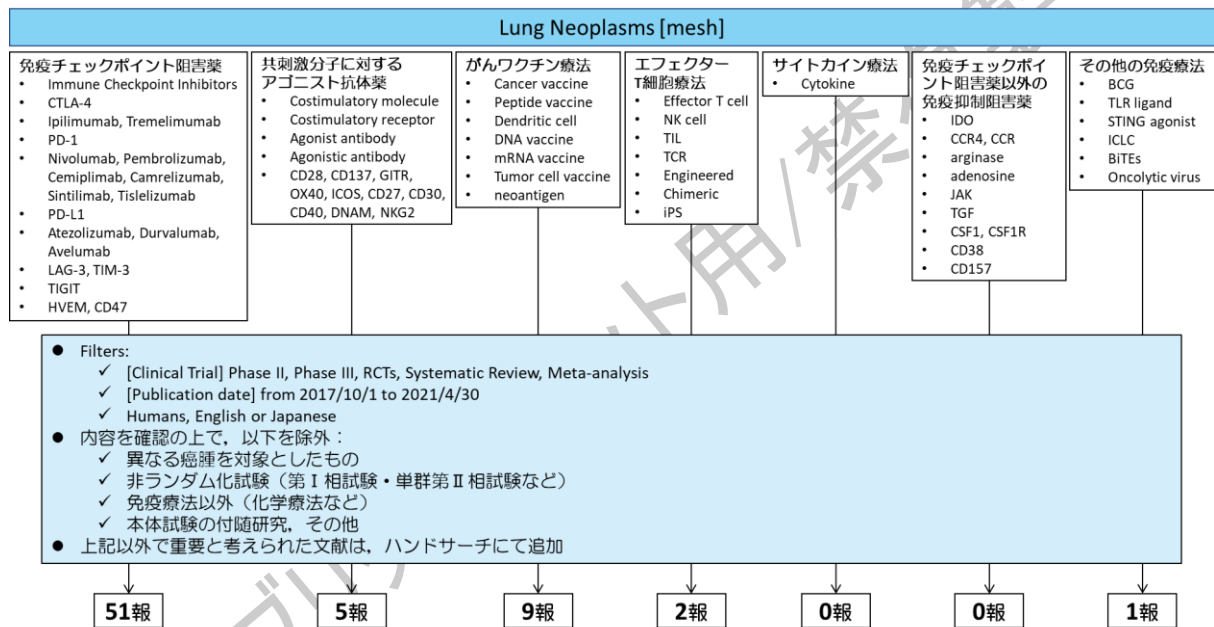 Lung Neoplasms [mesh]
免疫チェックポイント阻害薬
• Immune Checkpoint Inhibitors
• CTLA-4
• Ipilimumab, Tremelimumab
• PD-1
• Nivolumab, Pembrolizumab,
Cemiplimab, Camrelizumab,
Sintilimab, Tislelizumab
• PD-L1
• Atezolizumab, Durvalumab,
Avelumab
• LAG-3, TIM-3
• TIGIT
• HVEM, CD47
共刺激分子に対する
アゴニスト抗体薬
• Costimulatory molecule
• Costimulatory receptor
• Agonist antibody
• Agonistic antibody
• CD28, CD137, GITR,
OX40, ICOS, CD27, CD30,
CD40, DNAM, NKG2
がんワクチン療法
• Cancer vaccine
• Peptide vaccine
• Dendritic cell
• DNA vaccine
• mRNA vaccine
• Tumor cell vaccine
• neoantigen
エフェクター
T細胞療法
• Effector T cell
• NK cell
• TIL
• TCR
• Engineered
• Chimeric
• iPS
サイトカイン療法
• Cytokine
免疫チェックポイ
ント阻害薬以外の
免疫抑制阻害薬
• IDO
• CCR4, CCR
• arginase
• adenosine
• JAK
• TGF
• CSF1, CSF1R
• CD38
• CD157
その他の免疫療法
• BCG
• TLR ligand
• STING agonist
• ICLC
• BiTEs
• Oncolytic virus
● Filters:
✓ [Clinical Trial] Phase II, Phase III, RCTs, Systematic Review, Meta-analysis
✓ [Publication date] from 2017/10/1 to 2021/4/30
✓ Humans, English or Japanese
● 内容を確認の上で，以下を除外：
✓ 異なる癌腫を対象としたもの
✓ 非ランダム化試験（第Ⅰ相試験・単群第Ⅱ相試験など）
✓ 免疫療法以外（化学療法など）
✓ 本体試験の付随研究，その他
● 上記以外で重要と考えられた文献は，ハンドサーチにて追加
51報
5報
9報
2報
0報
0報
1報